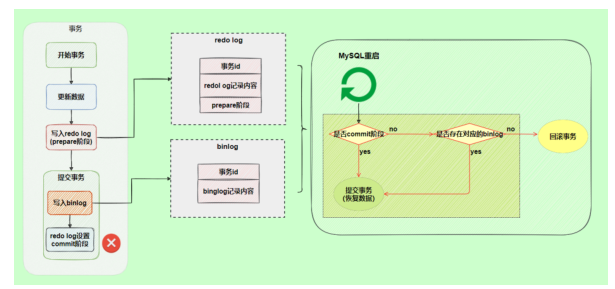 事务
开始事务
更新数据
写入redo log
(prepare阶段)
提交事务
写入binlog
redo log设置
commit阶段
redo log
事务id
redol og记录内容
prepare阶段
binlog
事务id
binglog记录内容
MySQL重启
是否commit阶段
no
是否存在对应的binlog
no
回滚事务
yes
yes
提交事务
(恢复数据)